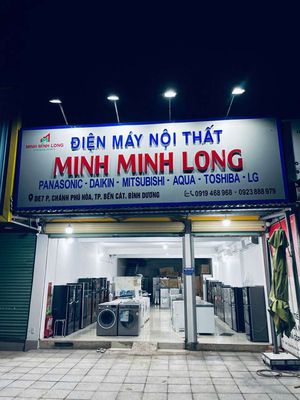 MINH MINH LONG
ĐIỆN MÁY NỘI THẤT
MINH MINH LONG
PANASONIC - DAIKIN - MITSUBISHI - AQUA - TOSHIBA - LG
P, CHÁNH PHÚ HÒA, TP. BẾN CÁT, BÌNH DƯƠNG
0919 468 968 - 0923 888 979